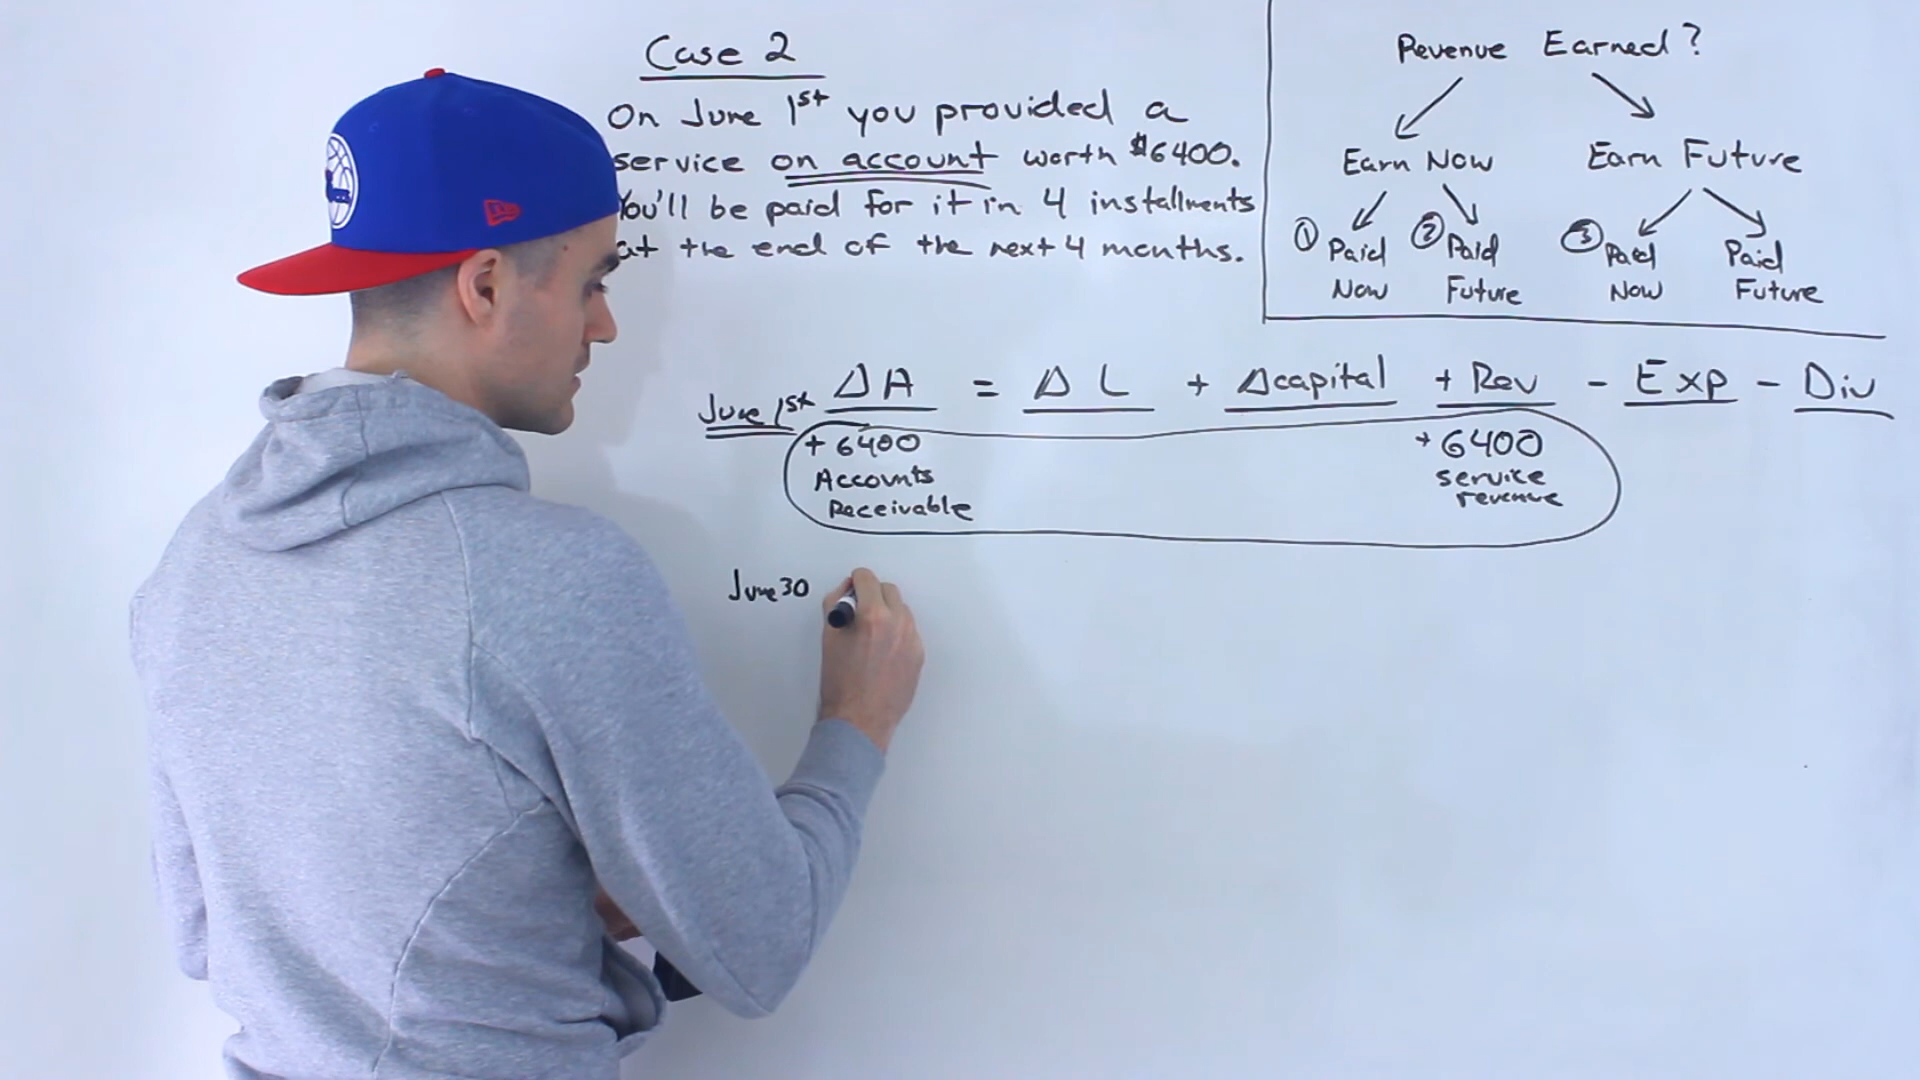 Case 2
On June 1st you provided a
service on account worth $6400.
You'll be paid for it in 4 installments
at the end of the next 4 months.
Revenue Earned?
Earn Now Earn Future
① Paid Now ② Paid Future ③ Paid Now Paid Future
June 1st ΔA = ΔL + Δcapital + Rev - Exp - Div
+ 6400 + 6400
Accounts service
Receivable revenue
June 30